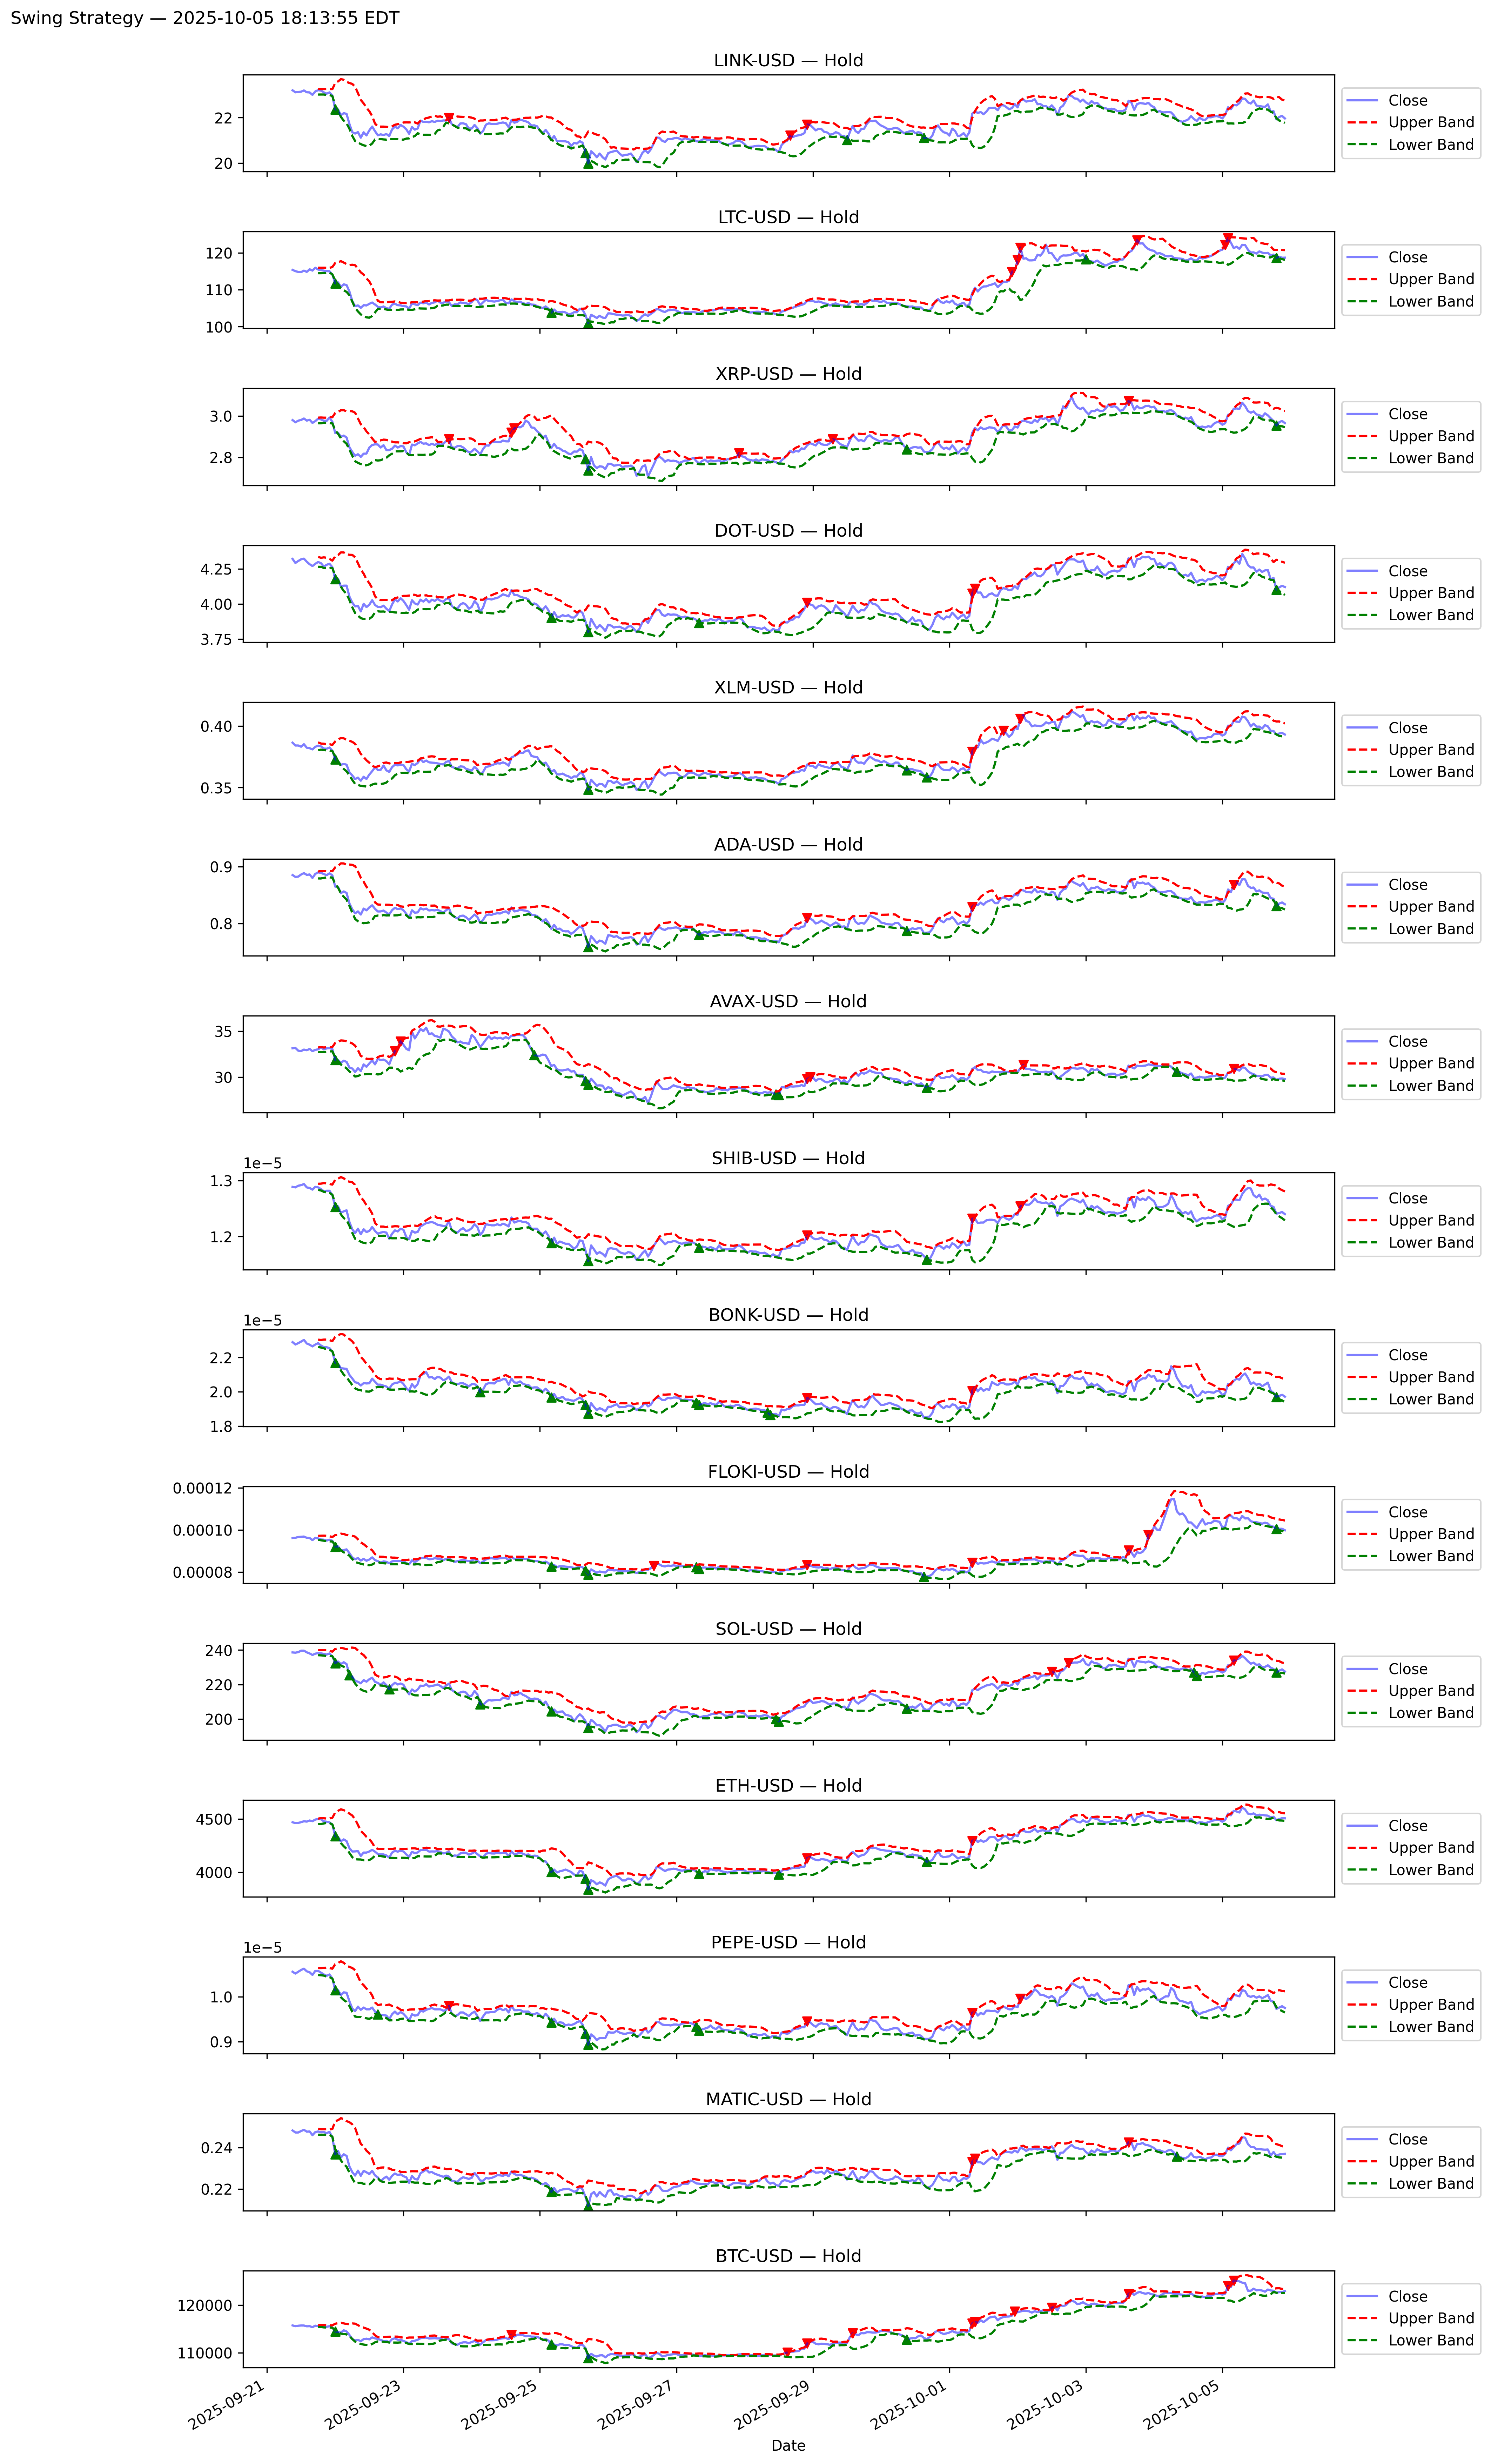 Swing Strategy — 2025-10-05 18:13:55 EDT
LINK-USD — Hold
22
20
Close
Upper Band
Lower Band
LTC-USD — Hold
120
110
100
Close
Upper Band
Lower Band
XRP-USD — Hold
3.0
2.8
Close
Upper Band
Lower Band
DOT-USD — Hold
4.25
4.00
3.75
Close
Upper Band
Lower Band
XLM-USD — Hold
0.40
0.35
Close
Upper Band
Lower Band
ADA-USD — Hold
0.9
0.8
Close
Upper Band
Lower Band
AVAX-USD — Hold
35
30
Close
Upper Band
Lower Band
SHIB-USD — Hold
1e−5
1.3
1.2
Close
Upper Band
Lower Band
BONK-USD — Hold
1e−5
2.2
2.0
1.8
Close
Upper Band
Lower Band
FLOKI-USD — Hold
0.00012
0.00010
0.00008
Close
Upper Band
Lower Band
SOL-USD — Hold
240
220
200
Close
Upper Band
Lower Band
ETH-USD — Hold
4500
4000
Close
Upper Band
Lower Band
PEPE-USD — Hold
1e−5
1.0
0.9
Close
Upper Band
Lower Band
MATIC-USD — Hold
0.24
0.22
Close
Upper Band
Lower Band
BTC-USD — Hold
120000
110000
Close
Upper Band
Lower Band
2025-09-21
2025-09-23
2025-09-25
2025-09-27
2025-09-29
2025-10-01
2025-10-03
2025-10-05
Date